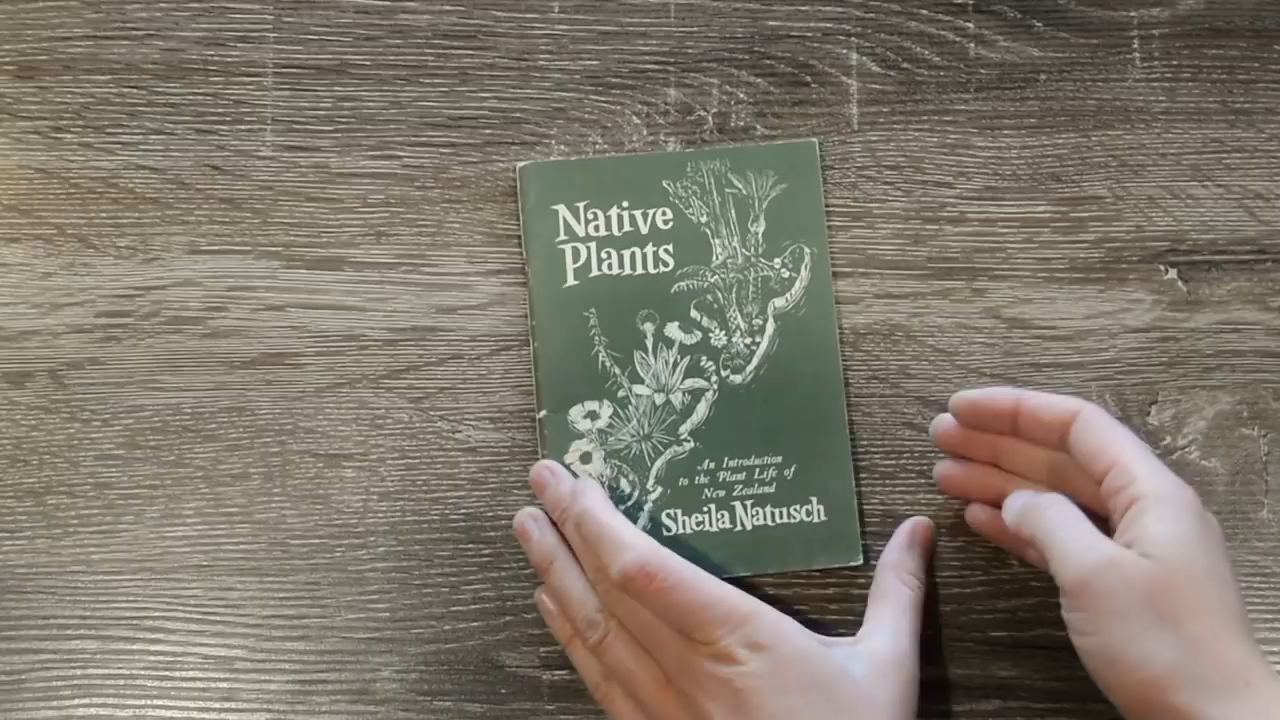 Native
Plants
An Introduction
to the Plant Life of
New Zealand
Sheila Natusch